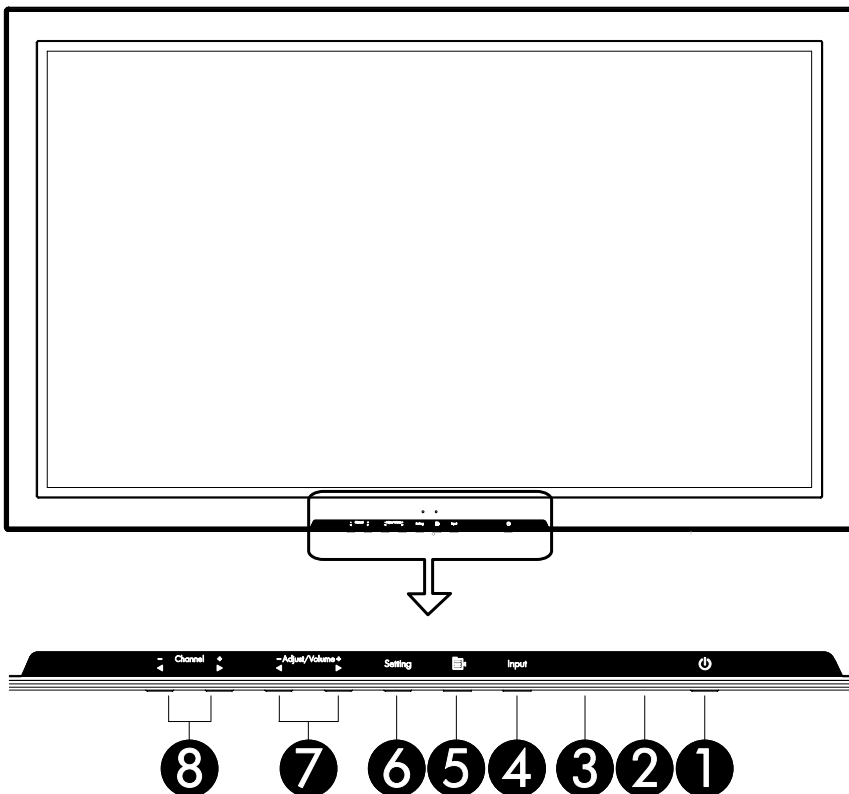 - Channel +
- Adjust/Volume +
Setting
Input
8 7 6 5 4 3 2 1